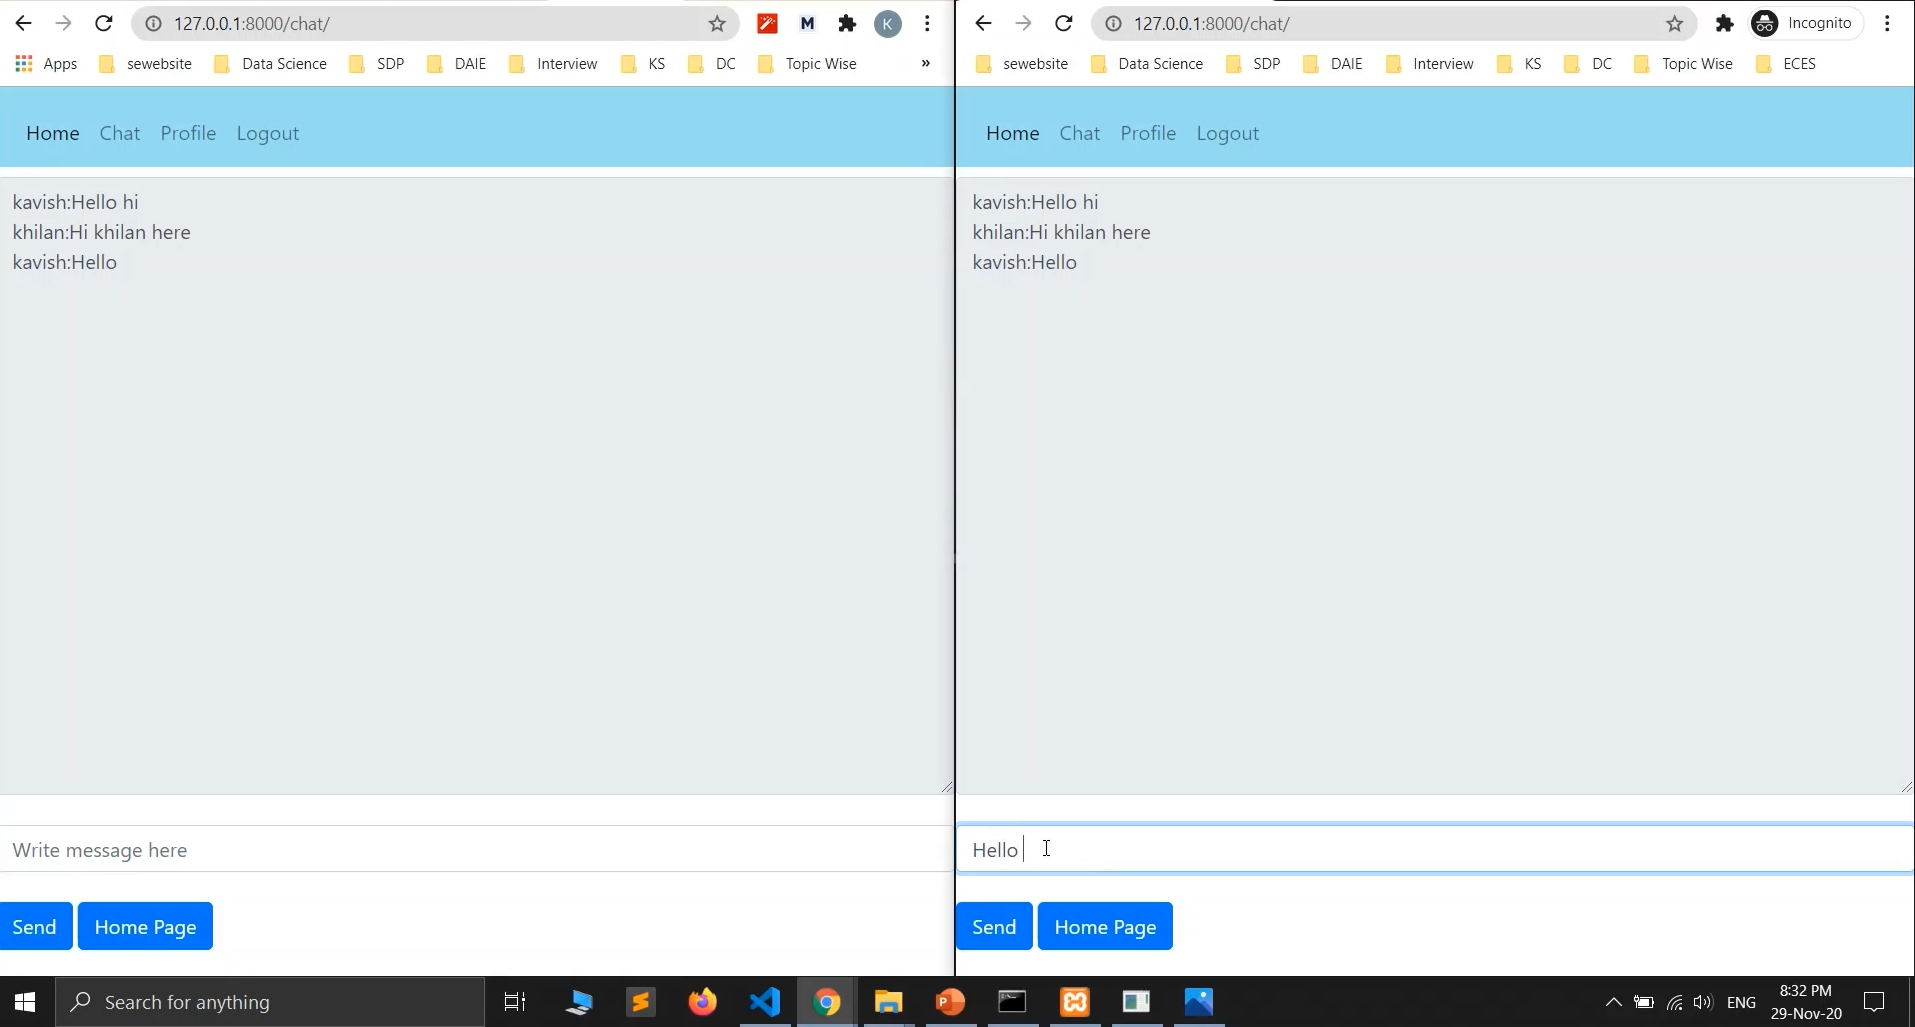 127.0.0.1:8000/chat/
M
K
Apps sewebsite Data Science SDP DAIE Interview KS DC Topic Wise »
Home Chat Profile Logout
kavish:Hello hi
khilan:Hi khilan here
kavish:Hello
Write message here
Send Home Page
127.0.0.1:8000/chat/
Incognito
sewebsite Data Science SDP DAIE Interview KS DC Topic Wise ECES
Home Chat Profile Logout
kavish:Hello hi
khilan:Hi khilan here
kavish:Hello
Hello
Send Home Page
Search for anything
P
ENG
8:32 PM
29-Nov-20